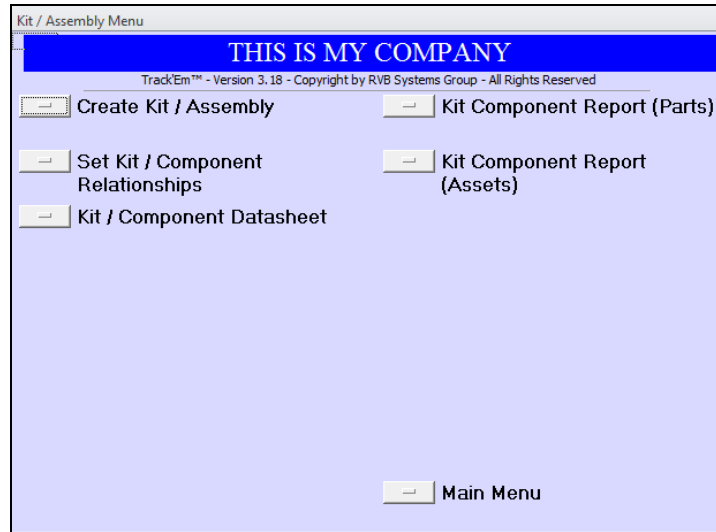 Kit / Assembly Menu
THIS IS MY COMPANY
Track'Em™ - Version 3.18 - Copyright by RVB Systems Group - All Rights Reserved
Create Kit / Assembly
Kit Component Report (Parts)
Set Kit / Component
Relationships
Kit Component Report
(Assets)
Kit / Component Datasheet
Main Menu